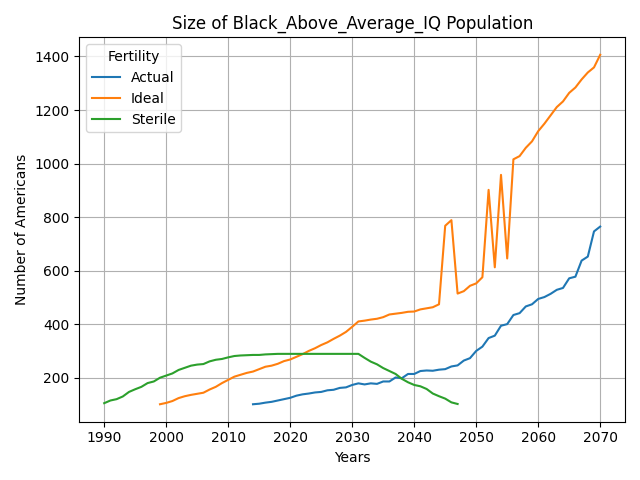 Size of Black_Above_Average_IQ Population
Number of Americans
1400
1200
1000
800
600
400
200
Fertility
Actual
Ideal
Sterile
1990 2000 2010 2020 2030 2040 2050 2060 2070
Years